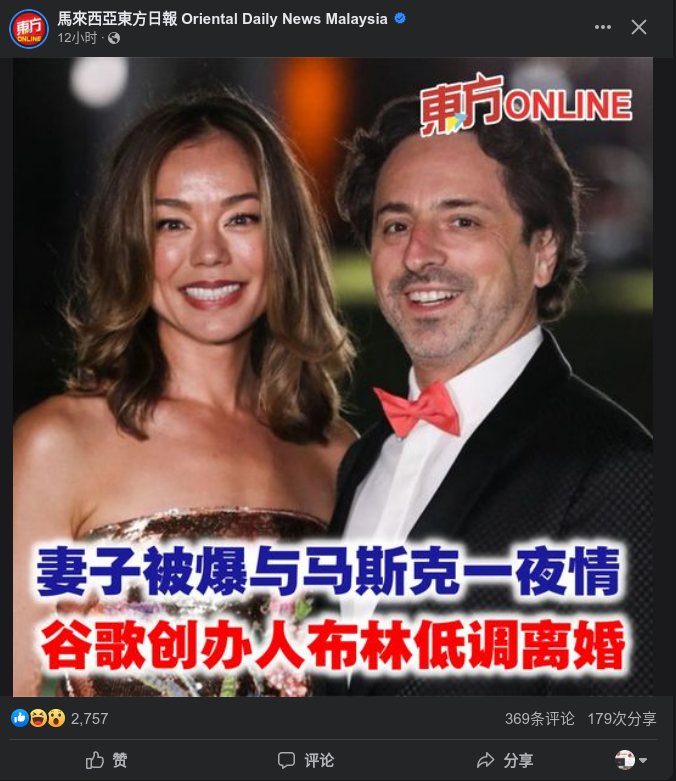 馬來西亞東方日報 Oriental Daily News Malaysia
12小时
東方
ONLINE
東方ONLINE
妻子被爆与马斯克一夜情
谷歌创办人布林低调离婚
2,757
369条评论 179次分享
赞 评论 分享